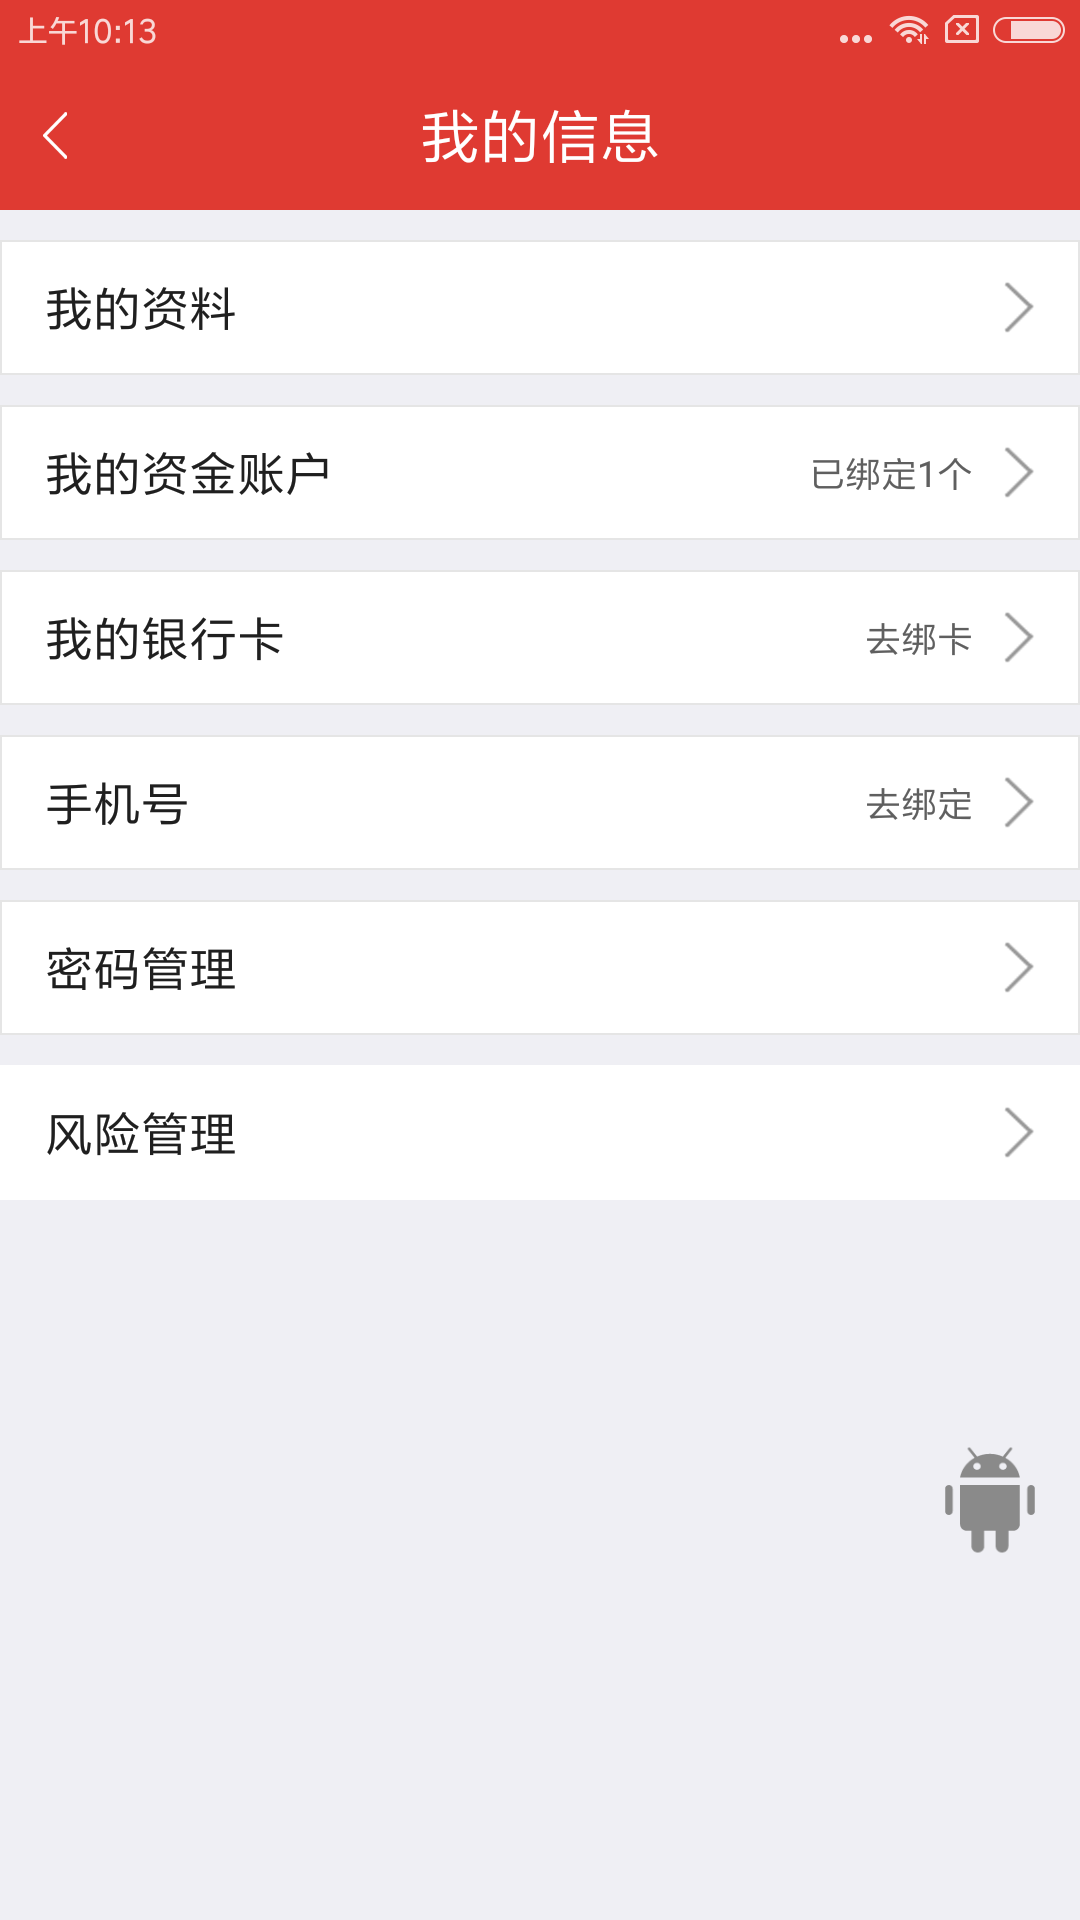 上午10:13
我的信息
我的资料
我的资金账户 已绑定1个
我的银行卡 去绑卡
手机号 去绑定
密码管理
风险管理